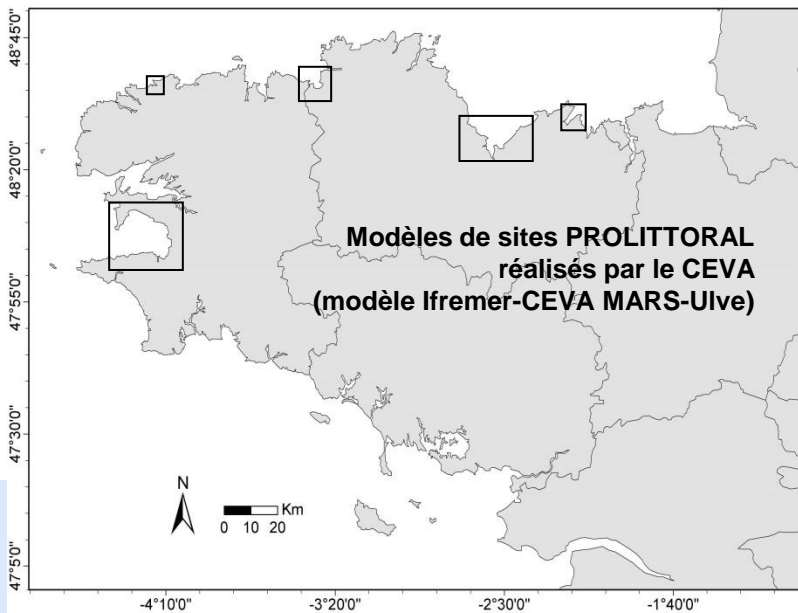 48°45'0"
48°20'0"
47°55'0"
47°30'0"
47°5'0"
Modèles de sites PROLITTORAL
réalisés par le CEVA
(modèle Ifremer-CEVA MARS-Ulve)
N
Km
0 10 20
-4°10'0" -3°20'0" -2°30'0" -1°40'0"